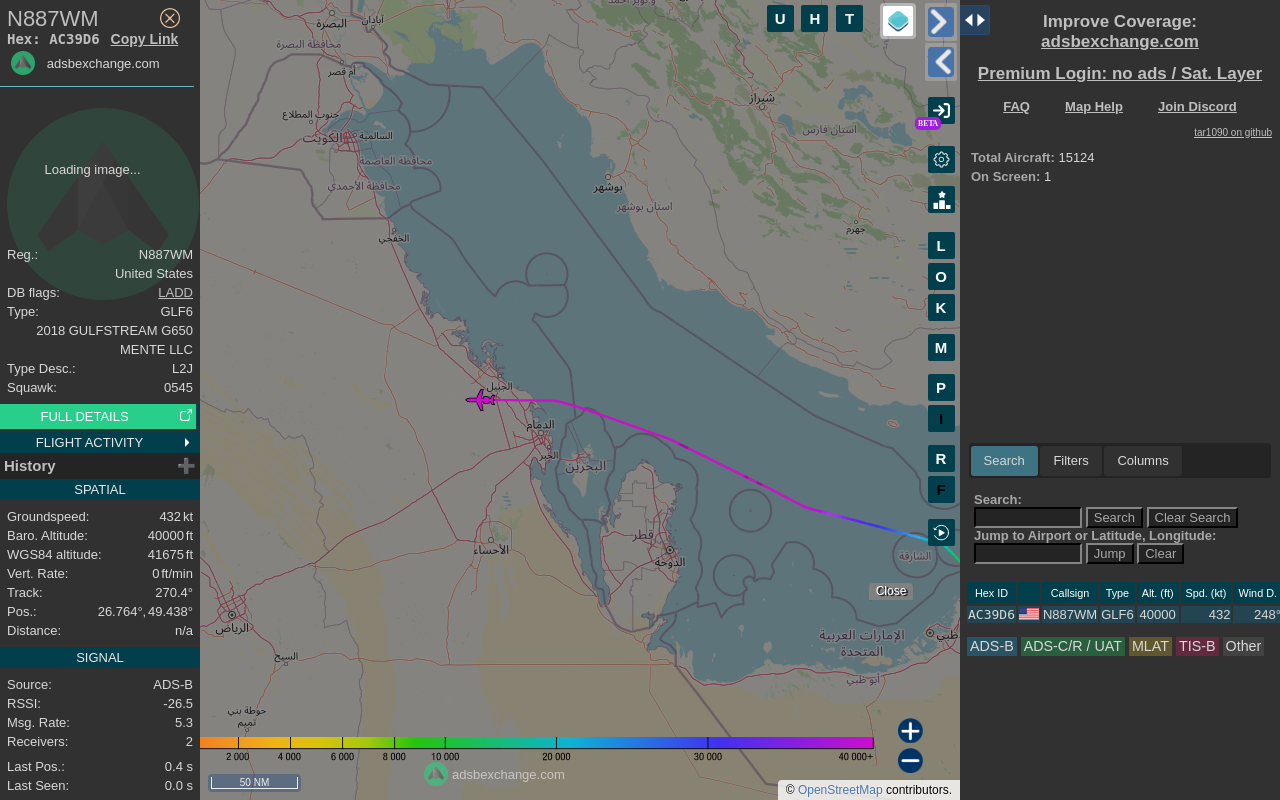 N887WM
Hex: AC39D6 Copy Link
adsbexchange.com
Loading image...
Reg.: N887WM
United States
DB flags: LADD
Type: GLF6
2018 GULFSTREAM G650
MENTE LLC
Type Desc.: L2J
Squawk: 0545
FULL DETAILS
FLIGHT ACTIVITY
History
SPATIAL
Groundspeed: 432 kt
Baro. Altitude: 40000 ft
WGS84 altitude: 41675 ft
Vert. Rate: 0 ft/min
Track: 270.4°
Pos.: 26.764°, 49.438°
Distance: n/a
SIGNAL
Source: ADS-B
RSSI: -26.5
Msg. Rate: 5.3
Receivers: 2
Last Pos.: 0.4 s
Last Seen: 0.0 s
البصرة
آبادان
محافظة البصرة
أم قصر
جنوب المطلاع
السالمية
الكويت
محافظة العاصمة
محافظة الأحمدي
الخفجي
شیراز
استان فارس
بوشهر
استان بوشهر
جهرم
الجبيل
الدمام
الخبر
البحرين
قطر
الدوحة
الأحساء
الرياض
السيح
حوطة بني
تميم
الشارقة
دبي
الإمارات العربية
المتحدة
أبو ظبي
U H T
BETA
L
O
K
M
P
I
R
F
Close
2 000 4 000 6 000 8 000 10 000 20 000 30 000 40 000+
50 NM
adsbexchange.com
© OpenStreetMap contributors.
Improve Coverage:
adsbexchange.com
Premium Login: no ads / Sat. Layer
FAQ Map Help Join Discord
tar1090 on github
Total Aircraft: 15124
On Screen: 1
Search Filters Columns
Search:
Search Clear Search
Jump to Airport or Latitude, Longitude:
Jump Clear
Hex ID Callsign Type Alt. (ft) Spd. (kt) Wind D.
AC39D6 N887WM GLF6 40000 432 248°
ADS-B ADS-C/R / UAT MLAT TIS-B Other